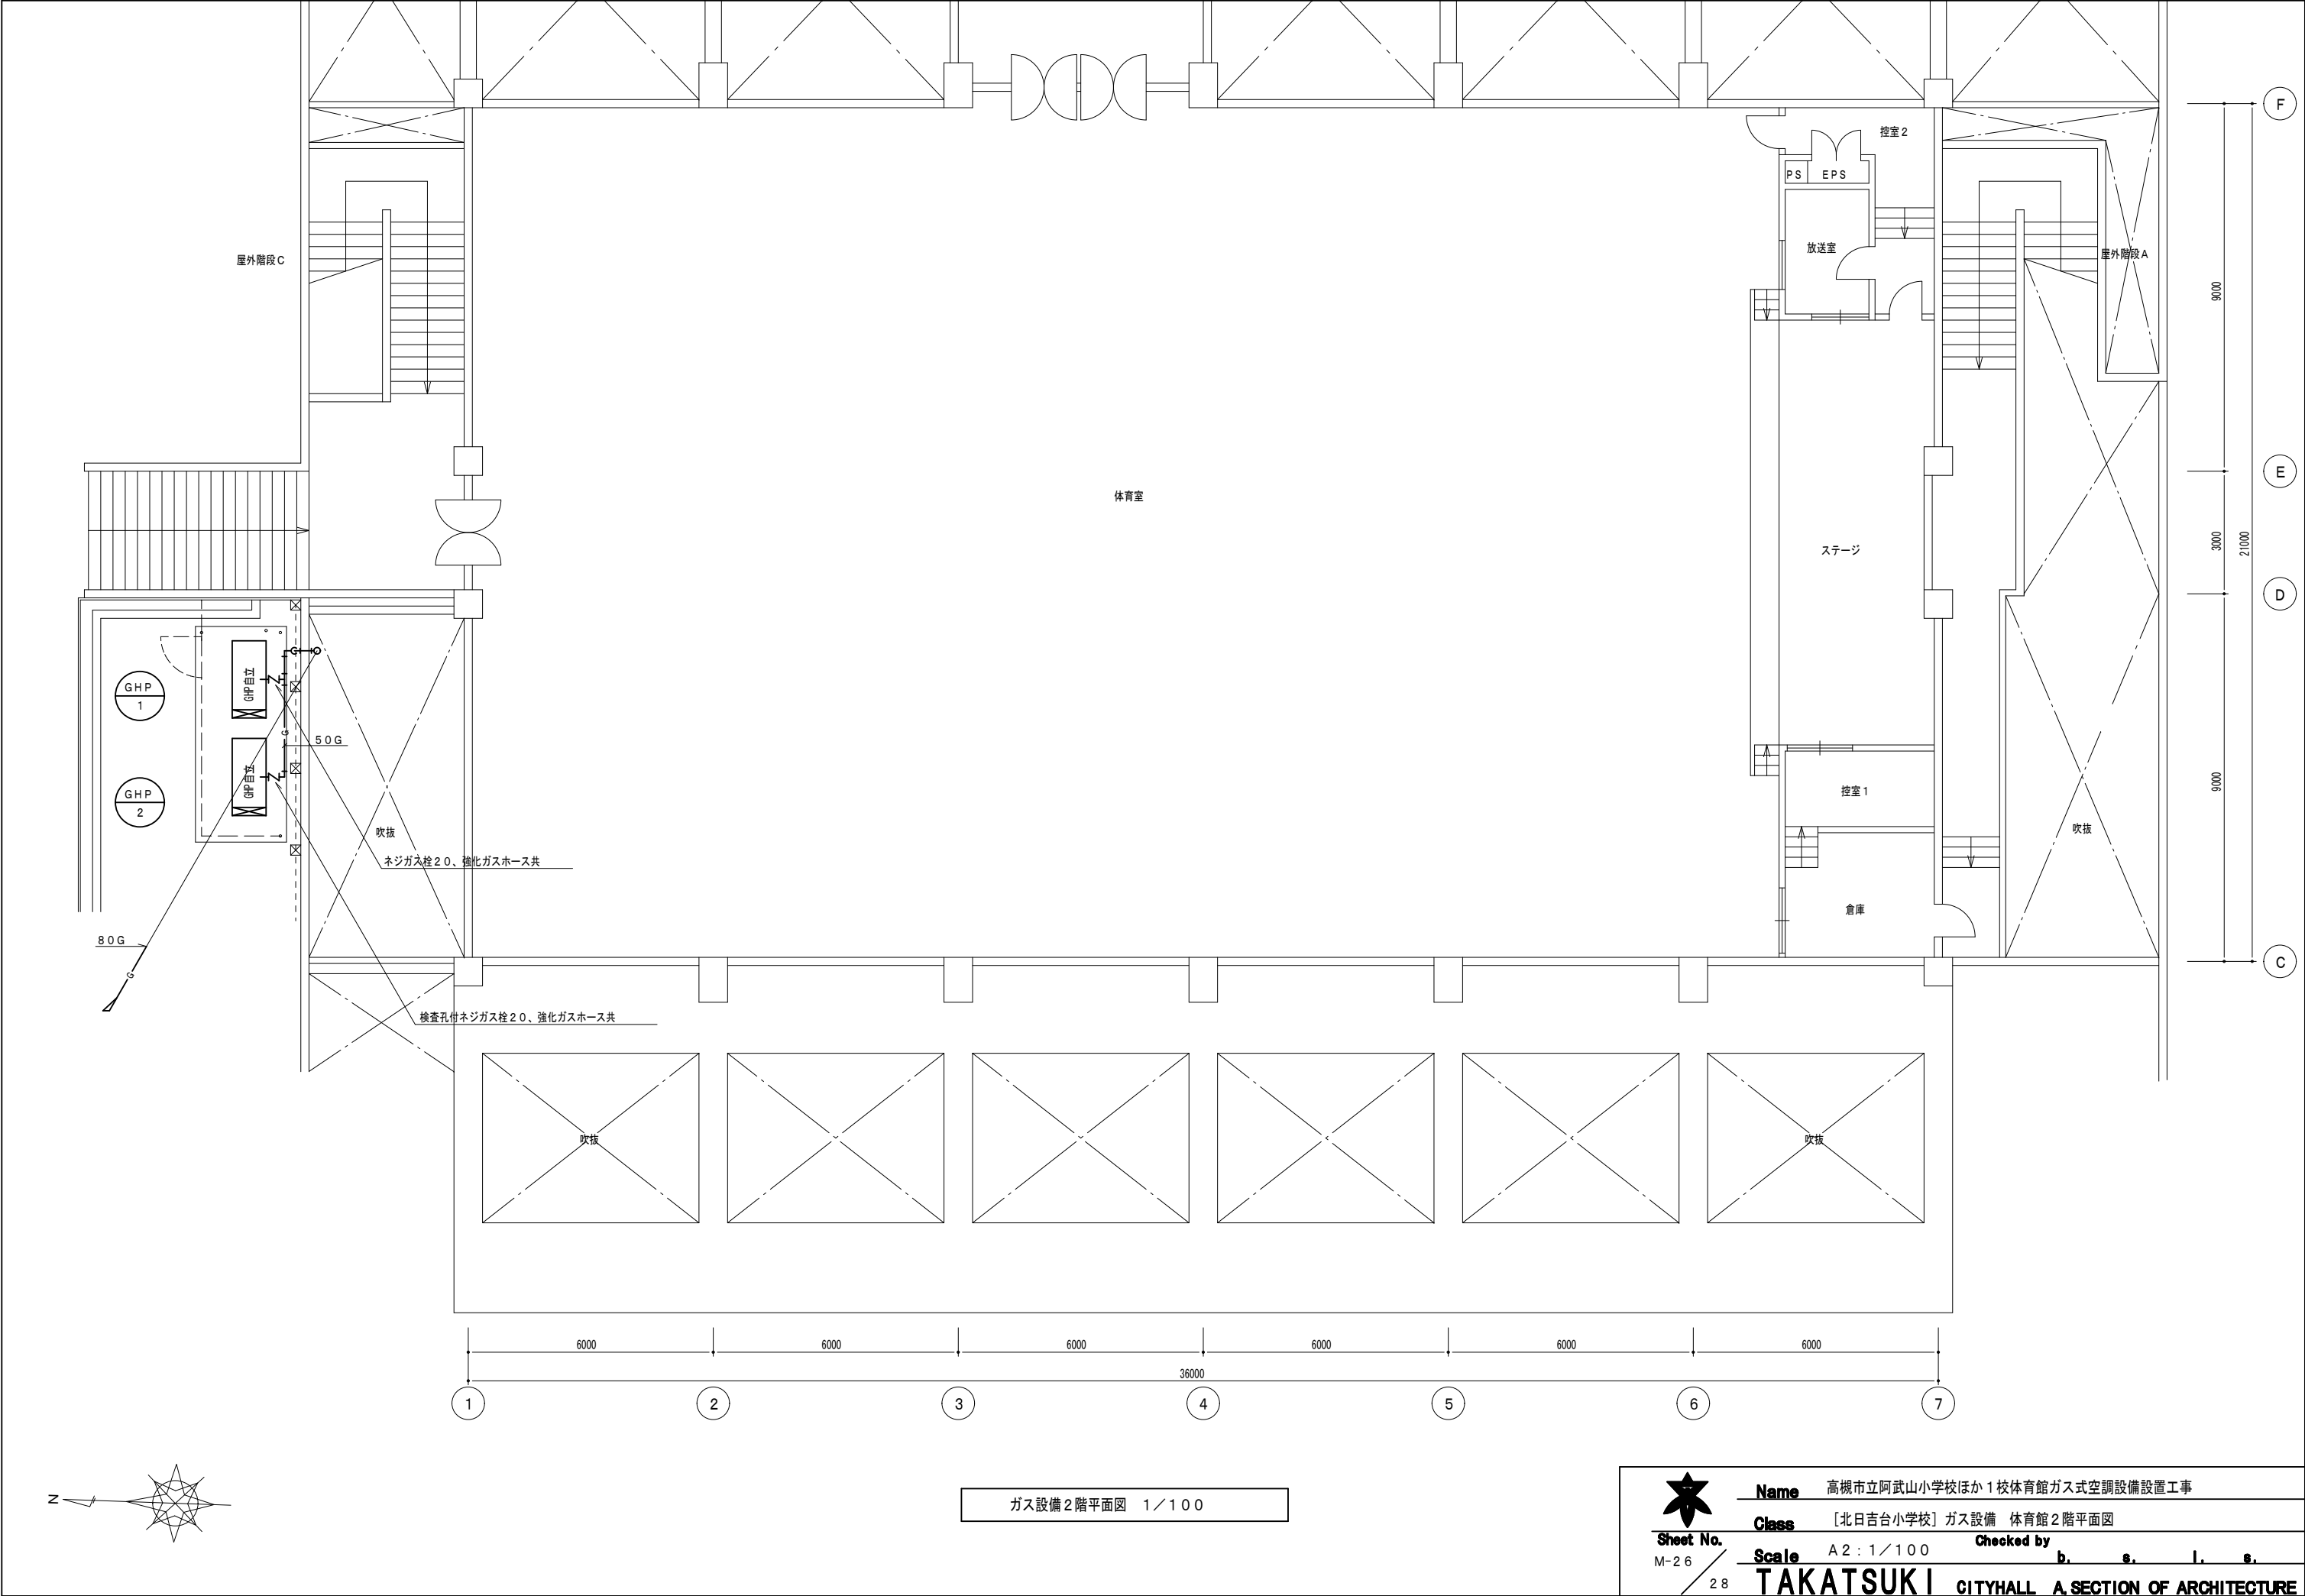 F
控室２
PS EPS
放送室
屋外階段C
屋外階段A
9000
体育室
E
ステージ
3000
21000
D
GHP自立
GHP
1
G
50G
GHP自立
GHP
2
9000
控室１
吹抜
吹抜
ネジガス栓２０、強化ガスホース共
倉庫
80G
G
C
検査孔付ネジガス栓２０、強化ガスホース共
吹抜
吹抜
6000 6000 6000 6000 6000 6000
36000
1 2 3 4 5 6 7
N
ガス設備２階平面図　１／１００
Name 高槻市立阿武山小学校ほか１校体育館ガス式空調設備設置工事
Class ［北日吉台小学校］ガス設備　体育館２階平面図
Sheet No. M-26／28
Scale A2：1／100 Checked by b. s. l. s.
TAKATSUKI CITYHALL A.SECTION OF ARCHITECTURE